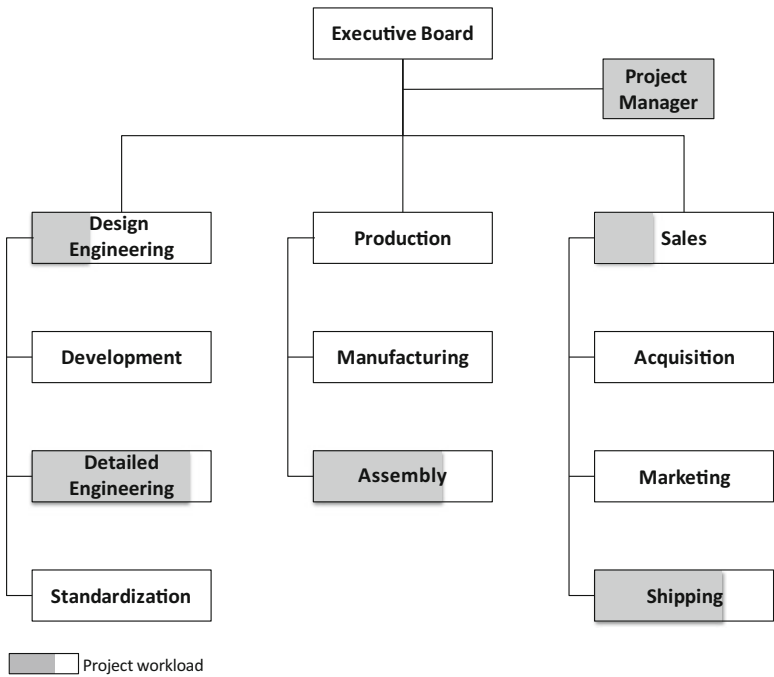 Executive Board
Project
Manager
Design
Engineering
Production
Sales
Development
Manufacturing
Acquisition
Detailed
Engineering
Assembly
Marketing
Standardization
Shipping
Project workload